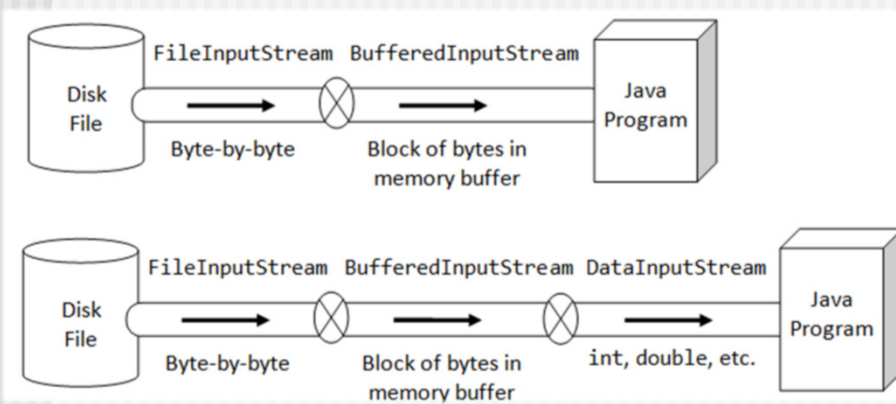 FileInputStream BufferedInputStream
Disk
File
Java
Program
Byte-by-byte
Block of bytes in
memory buffer
FileInputStream BufferedInputStream DataInputStream
Disk
File
Java
Program
Byte-by-byte
Block of bytes in
memory buffer
int, double, etc.